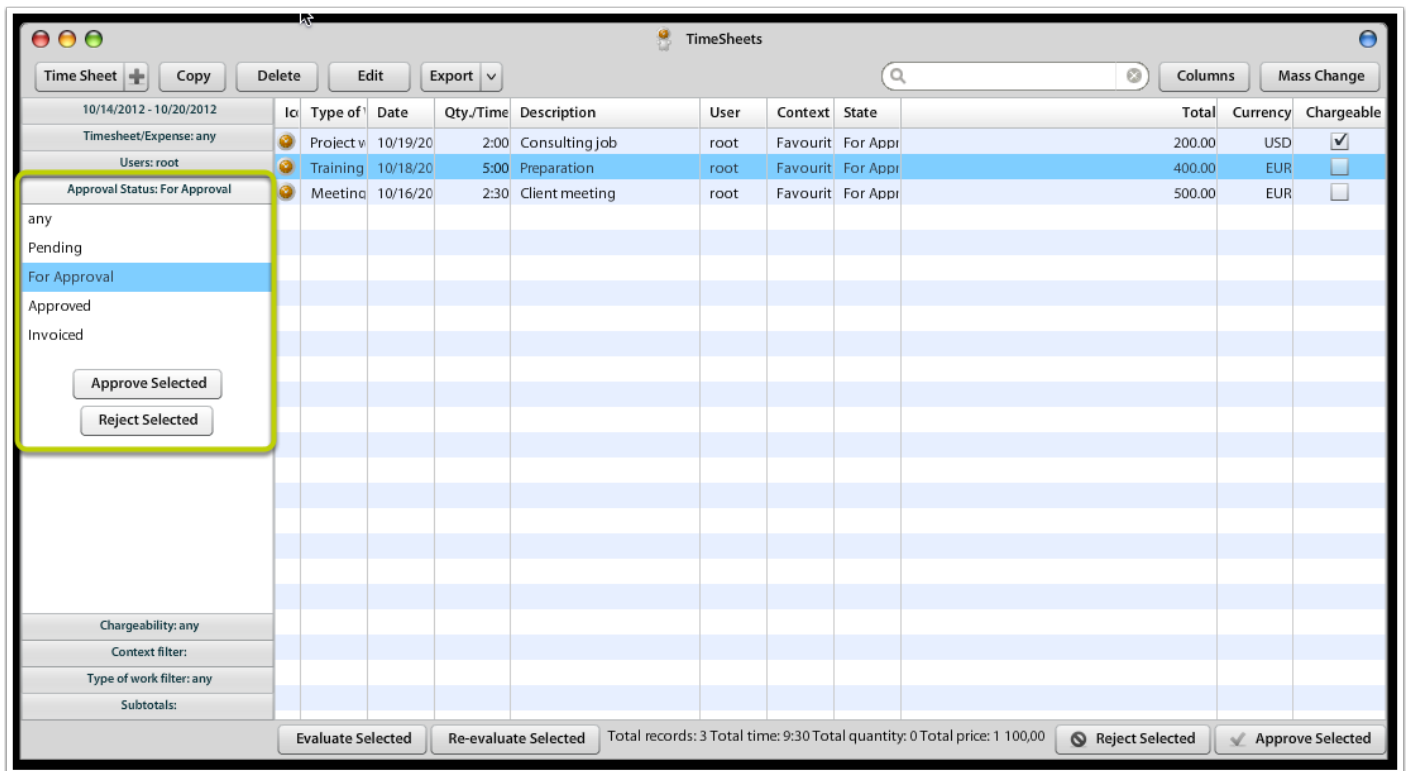 TimeSheets
Time Sheet Copy Delete Edit Export Columns Mass Change
10/14/2012 - 10/20/2012
Timesheet/Expense: any
Users: root
Approval Status: For Approval
any
Pending
For Approval
Approved
Invoiced
Approve Selected
Reject Selected
Chargeability: any
Context filter:
Type of work filter: any
Subtotals:
Ico Type of Date Qty./Time Description User Context State Total Currency Chargeable
Project w 10/19/20 2:00 Consulting job root Favourit For Appr 200.00 USD
Training 10/18/20 5:00 Preparation root Favourit For Appr 400.00 EUR
Meeting 10/16/20 2:30 Client meeting root Favourit For Appr 500.00 EUR
Evaluate Selected Re-evaluate Selected Total records: 3 Total time: 9:30 Total quantity: 0 Total price: 1 100,00 Reject Selected Approve Selected